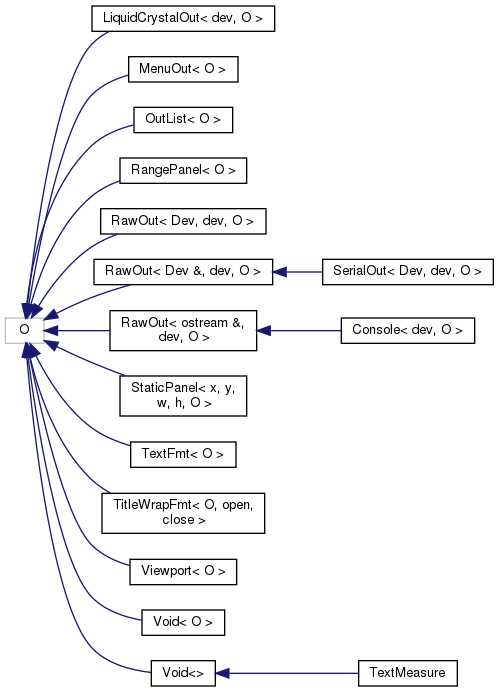 LiquidCrystalOut< dev, O >
MenuOut< O >
OutList< O >
RangePanel< O >
RawOut< Dev, dev, O >
RawOut< Dev &, dev, O >
SerialOut< Dev, dev, O >
O
RawOut< ostream &,
dev, O >
Console< dev, O >
StaticPanel< x, y,
w, h, O >
TextFmt< O >
TitleWrapFmt< O, open,
close >
Viewport< O >
Void< O >
Void<>
TextMeasure